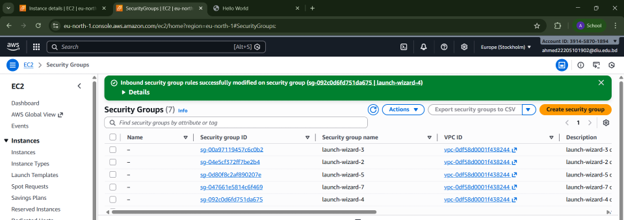 Instance details | EC2 | eu-nort
SecurityGroups | EC2 | eu-north
Hello World
eu-north-1.console.aws.amazon.com/ec2/home?region=eu-north-1#SecurityGroups:
School
aws
Search
[Alt+S]
Europe (Stockholm)
Account ID: 5914-5870-1894
ahmed22205101902@diu.edu.bd
EC2 > Security Groups
EC2
Dashboard
AWS Global View
Events
Instances
Instances
Instance Types
Launch Templates
Spot Requests
Savings Plans
Reserved Instances
Inbound security group rules successfully modified on security group (sg-092c0d6fd751da675 | launch-wizard-4)
Details
Security Groups (7) Info
Actions
Export security groups to CSV
Create security group
Find security groups by attribute or tag
1
Name
Security group ID
Security group name
VPC ID
Description
– sg-00a97119457c6c0b2 launch-wizard-3 vpc-0df58d0001f438244 launch-wizard-3 c
– sg-04e5cf372ff7be2b4 launch-wizard-2 vpc-0df58d0001f438244 launch-wizard-2 c
– sg-0d80f8c2af890207e launch-wizard-5 vpc-0df58d0001f438244 launch-wizard-5 c
– sg-047661e5814c6f469 launch-wizard-7 vpc-0df58d0001f438244 launch-wizard-7 c
– sg-092c0d6fd751da675 launch-wizard-4 vpc-0df58d0001f438244 launch-wizard-4 c